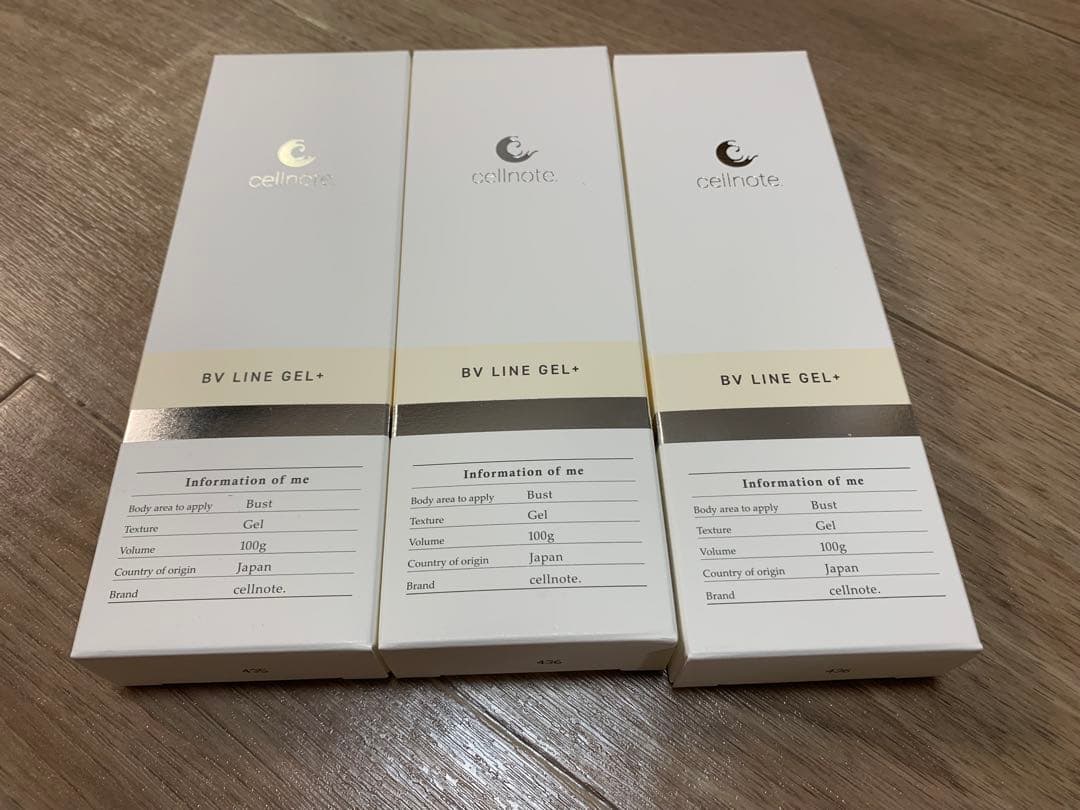 cellnote.
BV LINE GEL+
Information of me
Body area to apply Bust
Texture Gel
Volume 100g
Country of origin Japan
Brand cellnote.
cellnote.
BV LINE GEL+
Information of me
Body area to apply Bust
Texture Gel
Volume 100g
Country of origin Japan
Brand cellnote.
436
cellnote.
BV LINE GEL+
Information of me
Body area to apply Bust
Texture Gel
Volume 100g
Country of origin Japan
Brand cellnote.